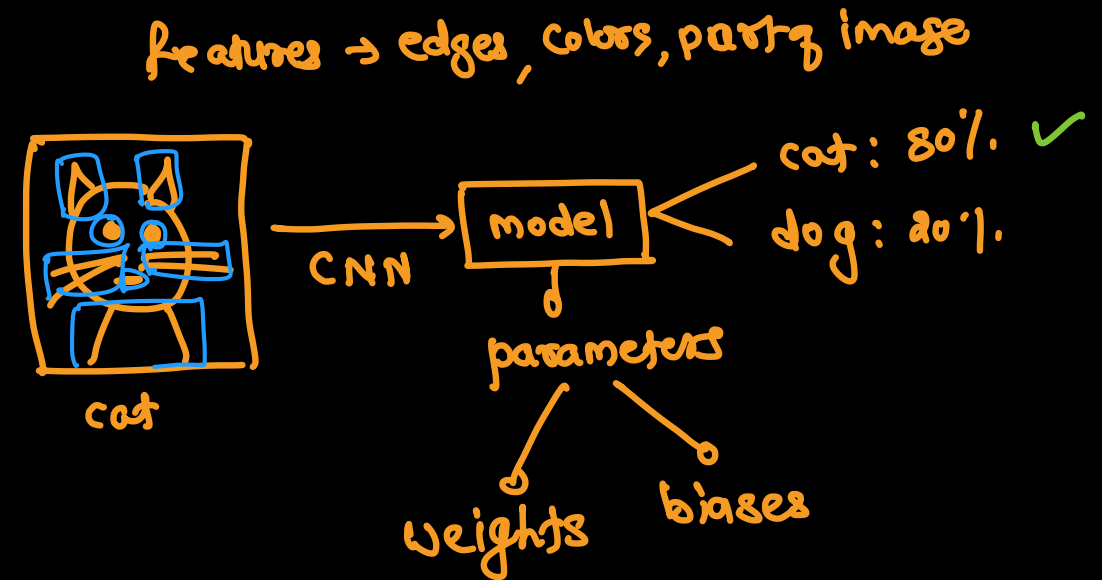 features → edges, colors, part of image
cat: 80% ✓
model
dog: 20%
CNN
parameters
cat
weights
biases